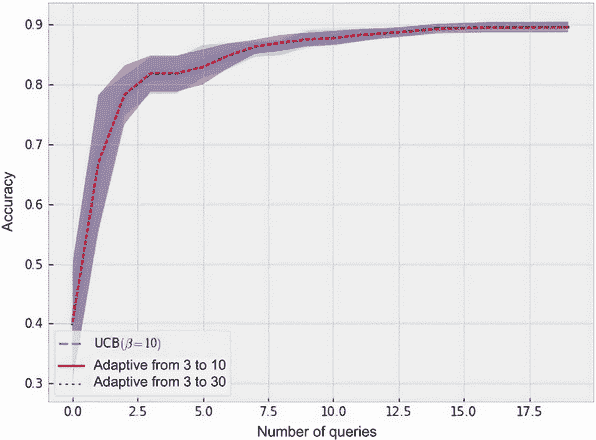 0.9
0.8
0.7
0.6
0.5
0.4
0.3
Accuracy
UCB(β=10)
Adaptive from 3 to 10
Adaptive from 3 to 30
0.0 2.5 5.0 7.5 10.0 12.5 15.0 17.5
Number of queries